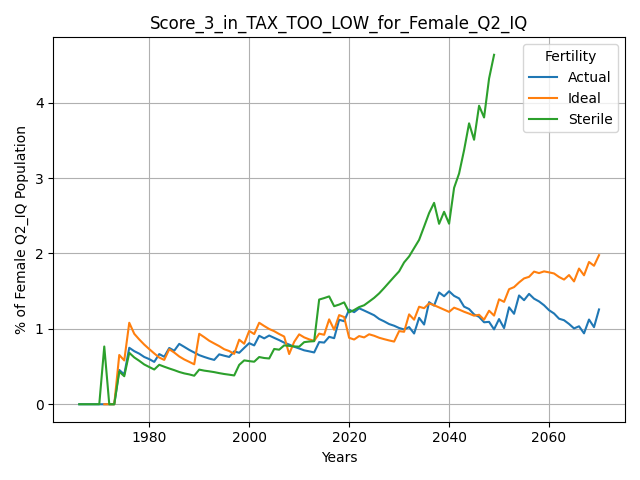 Score_3_in_TAX_TOO_LOW_for_Female_Q2_IQ
Fertility
Actual
Ideal
Sterile
% of Female Q2_IQ Population
4
3
2
1
0
1980 2000 2020 2040 2060
Years